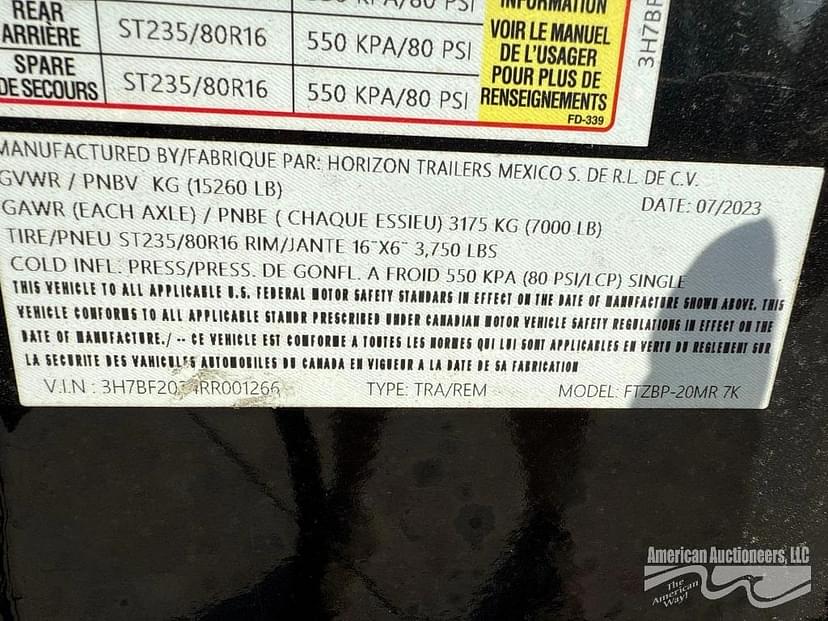 REAR
ARRIÈRE
ST235/80R16
550 KPA/80 PSI
SPARE
DE SECOURS
ST235/80R16
550 KPA/80 PSI
INFORMATION
VOIR LE MANUEL
DE L'USAGER
POUR PLUS DE
RENSEIGNEMENTS
FD-339
3H7BF
MANUFACTURED BY/FABRIQUE PAR: HORIZON TRAILERS MEXICO S. DE R.L. DE C.V.
GVWR / PNBV KG (15260 LB)
DATE: 07/2023
GAWR (EACH AXLE) / PNBE ( CHAQUE ESSIEU) 3175 KG (7000 LB)
TIRE/PNEU ST235/80R16 RIM/JANTE 16"X6" 3,750 LBS
COLD INFL. PRESS/PRESS. DE GONFL. A FROID 550 KPA (80 PSI/LCP) SINGLE
THIS VEHICLE TO ALL APPLICABLE U.S. FEDERAL MOTOR SAFETY STANDARS IN EFFECT ON THE DATE OF MANUFACTURE SHOWN ABOVE. THIS
VEHICLE CONFORMS TO ALL APPLICABLE STANDR PRESCRIBED UNDER CANADIAN MOTOR VEHICLE SAFETY REGULATIONS IN EFFECT ON THE
DATE OF MANUFACTURE./ -- CE VEHICLE EST CONFORME A TOUTES LES NORMES QUI LUI SONT APPLICABLES EN VERTU DU REGLEMENT SUR
LA SECURITE DES VAHICULES AUTOMOBILES DU CANADA EN VIGUEUR A LA DATE DE SA FABRICATION
V.I.N :
TYPE: TRA/REM
MODEL: FTZBP-20MR 7K
American Auctioneers, LLC
The
American
Way!